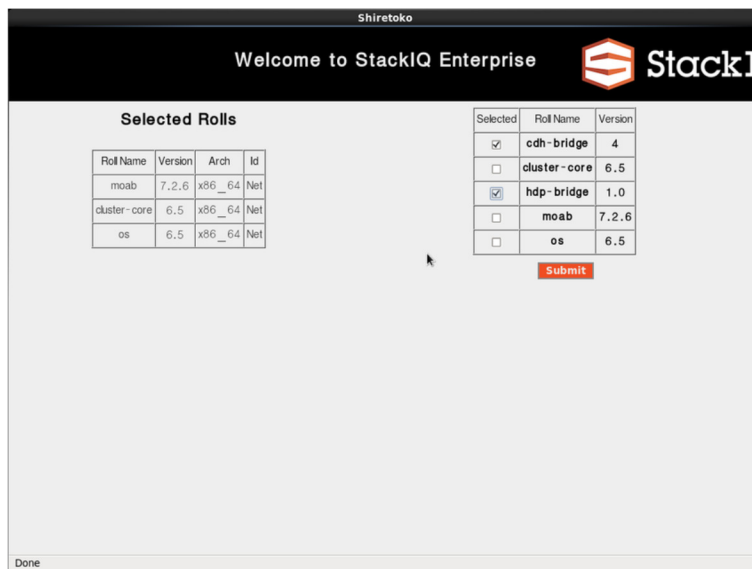 Shiretoko
Welcome to StackIQ Enterprise
Selected Rolls
Roll Name Version Arch Id
moab 7.2.6 x86_64 Net
cluster-core 6.5 x86_64 Net
os 6.5 x86_64 Net
Selected Roll Name Version
cdh-bridge 4
cluster-core 6.5
hdp-bridge 1.0
moab 7.2.6
os 6.5
Submit
Done